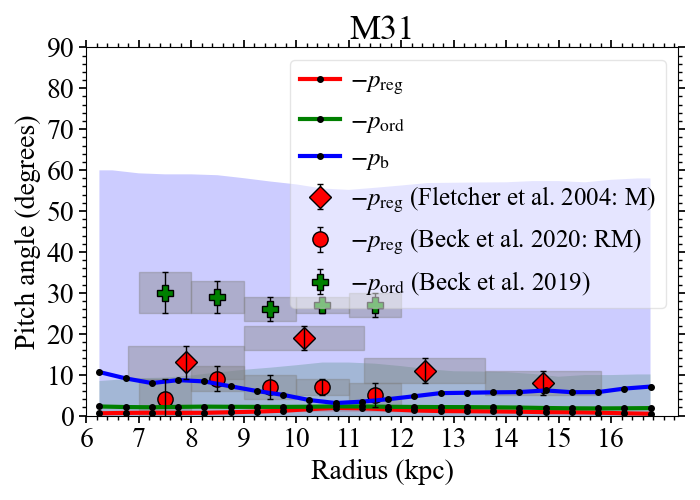 M31
Pitch angle (degrees)
90
80
70
60
50
40
30
20
10
0
−p_reg
−p_ord
−p_b
−p_reg (Fletcher et al. 2004: M)
−p_reg (Beck et al. 2020: RM)
−p_ord (Beck et al. 2019)
6 7 8 9 10 11 12 13 14 15 16
Radius (kpc)